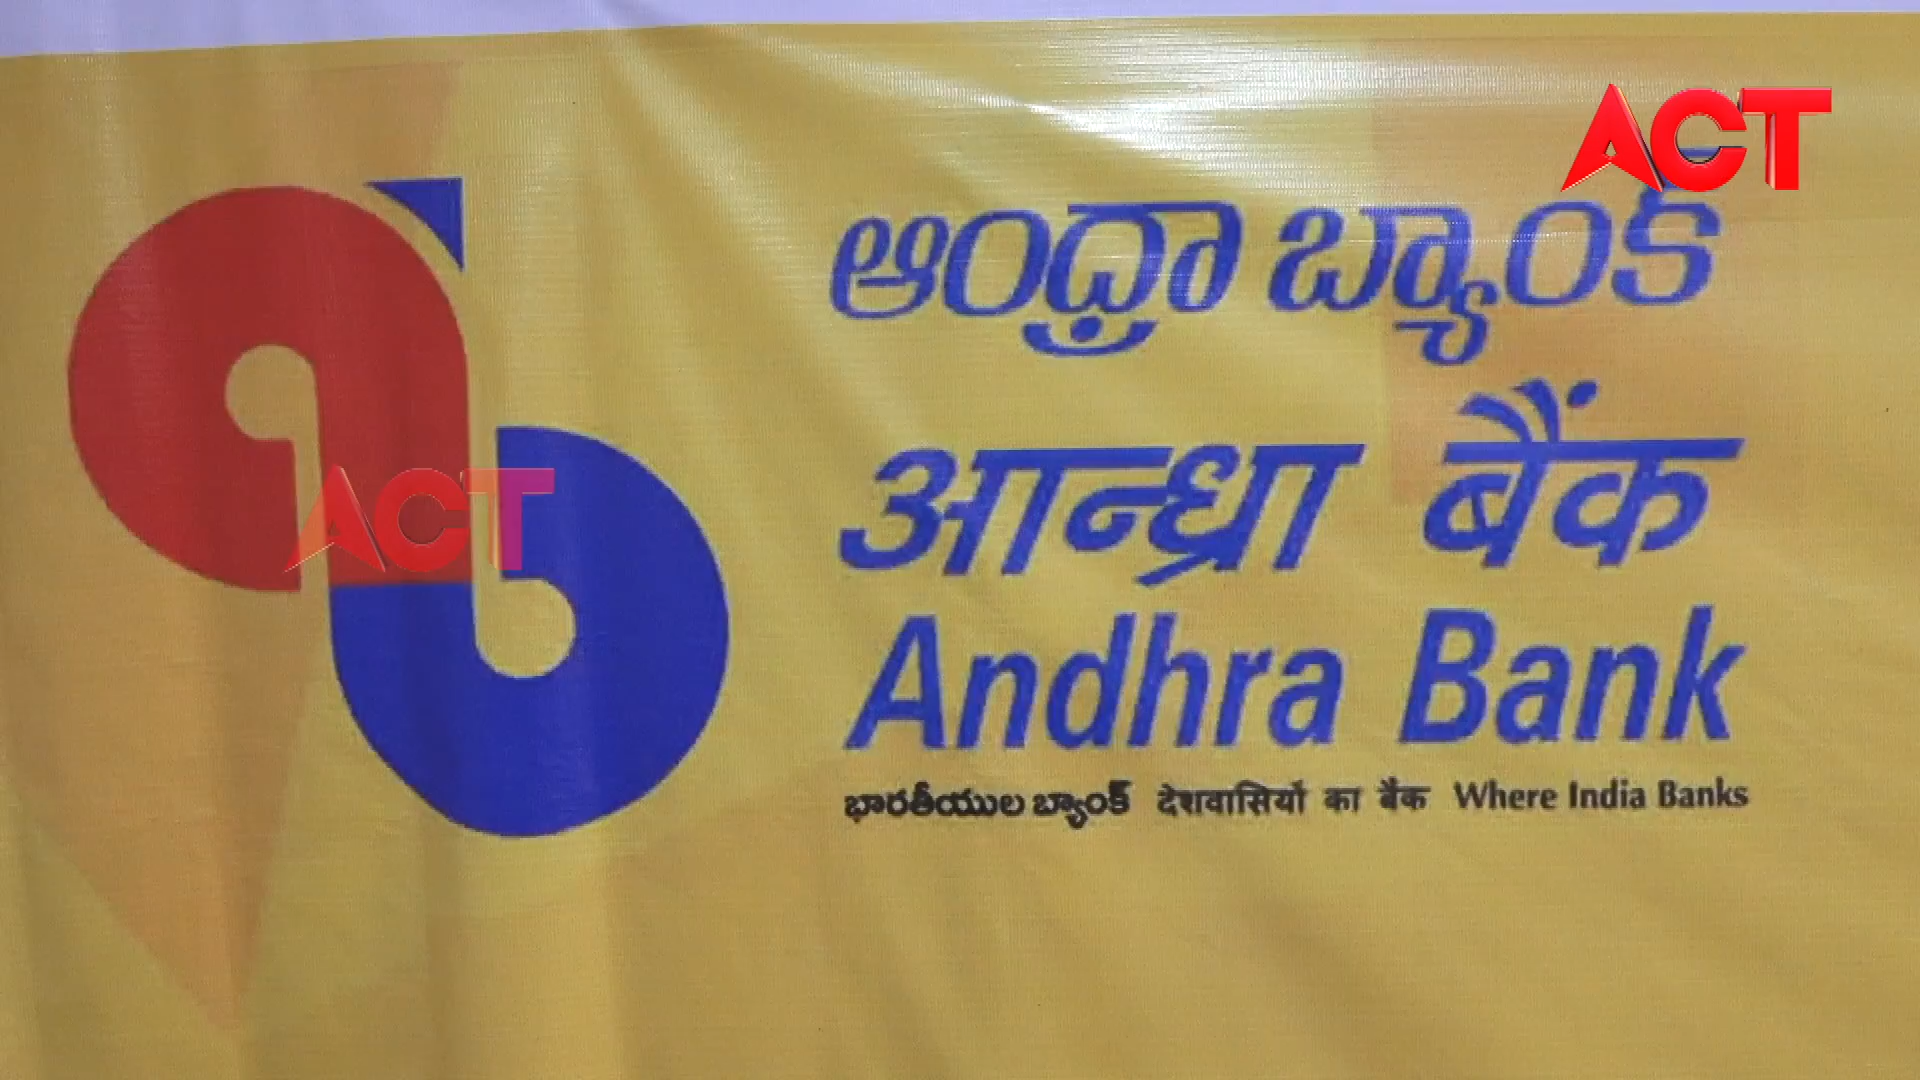 ACT
ఆంధ్రా బ్యాంక్
आन्ध्रा बैंक
ACT
Andhra Bank
భారతీయుల బ్యాంక్ देशवासियों का बैंक Where India Banks